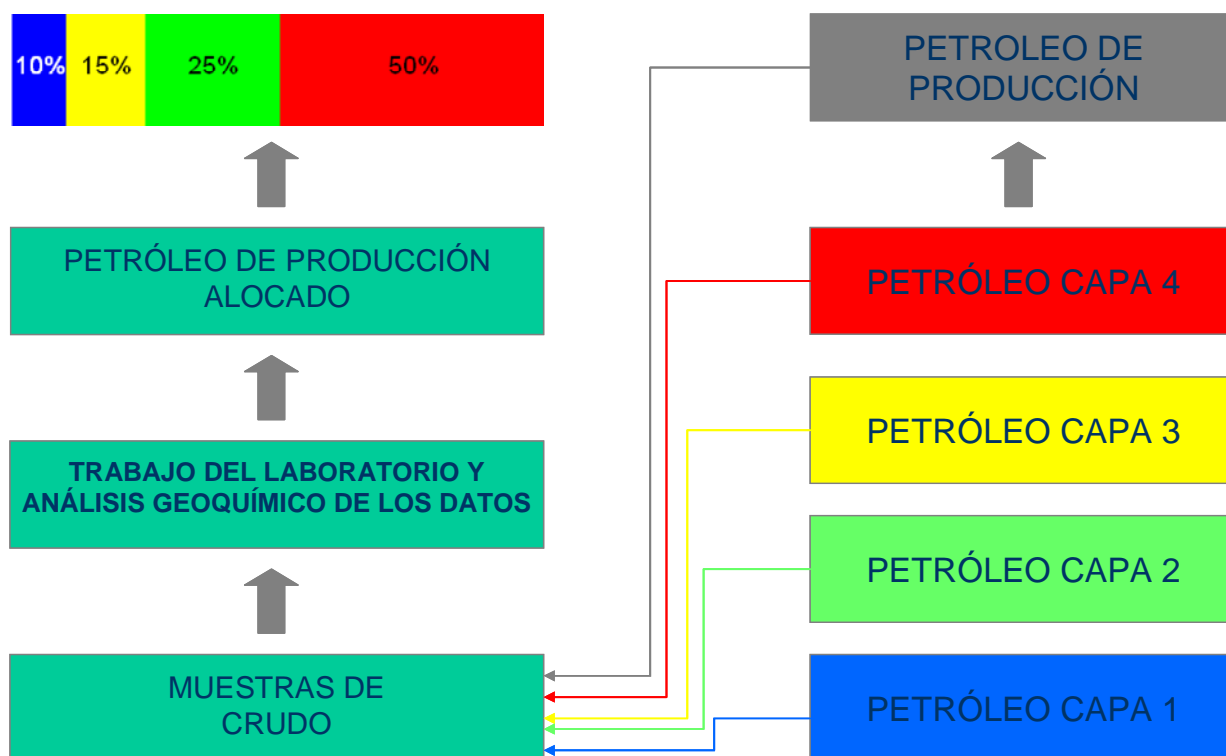 10% 15% 25% 50%
PETRÓLEO DE PRODUCCIÓN
ALOCADO
TRABAJO DEL LABORATORIO Y
ANÁLISIS GEOQUÍMICO DE LOS DATOS
MUESTRAS DE
CRUDO
PETROLEO DE
PRODUCCIÓN
PETRÓLEO CAPA 4
PETRÓLEO CAPA 3
PETRÓLEO CAPA 2
PETRÓLEO CAPA 1